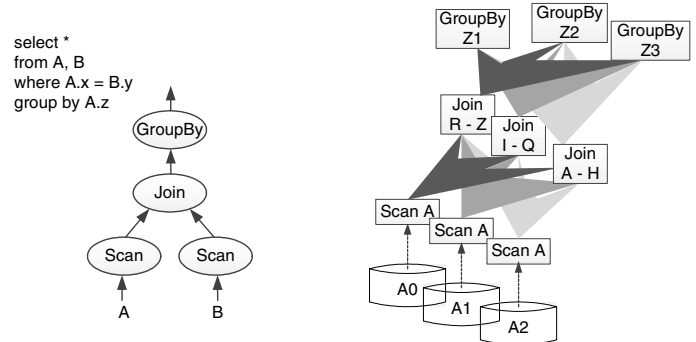 select *
from A, B
where A.x = B.y
group by A.z
GroupBy
Join
Scan
Scan
A
B
GroupBy
Z1
GroupBy
Z2
GroupBy
Z3
Join
R - Z
Join
I - Q
Join
A - H
Scan A
Scan A
Scan A
A0
A1
A2